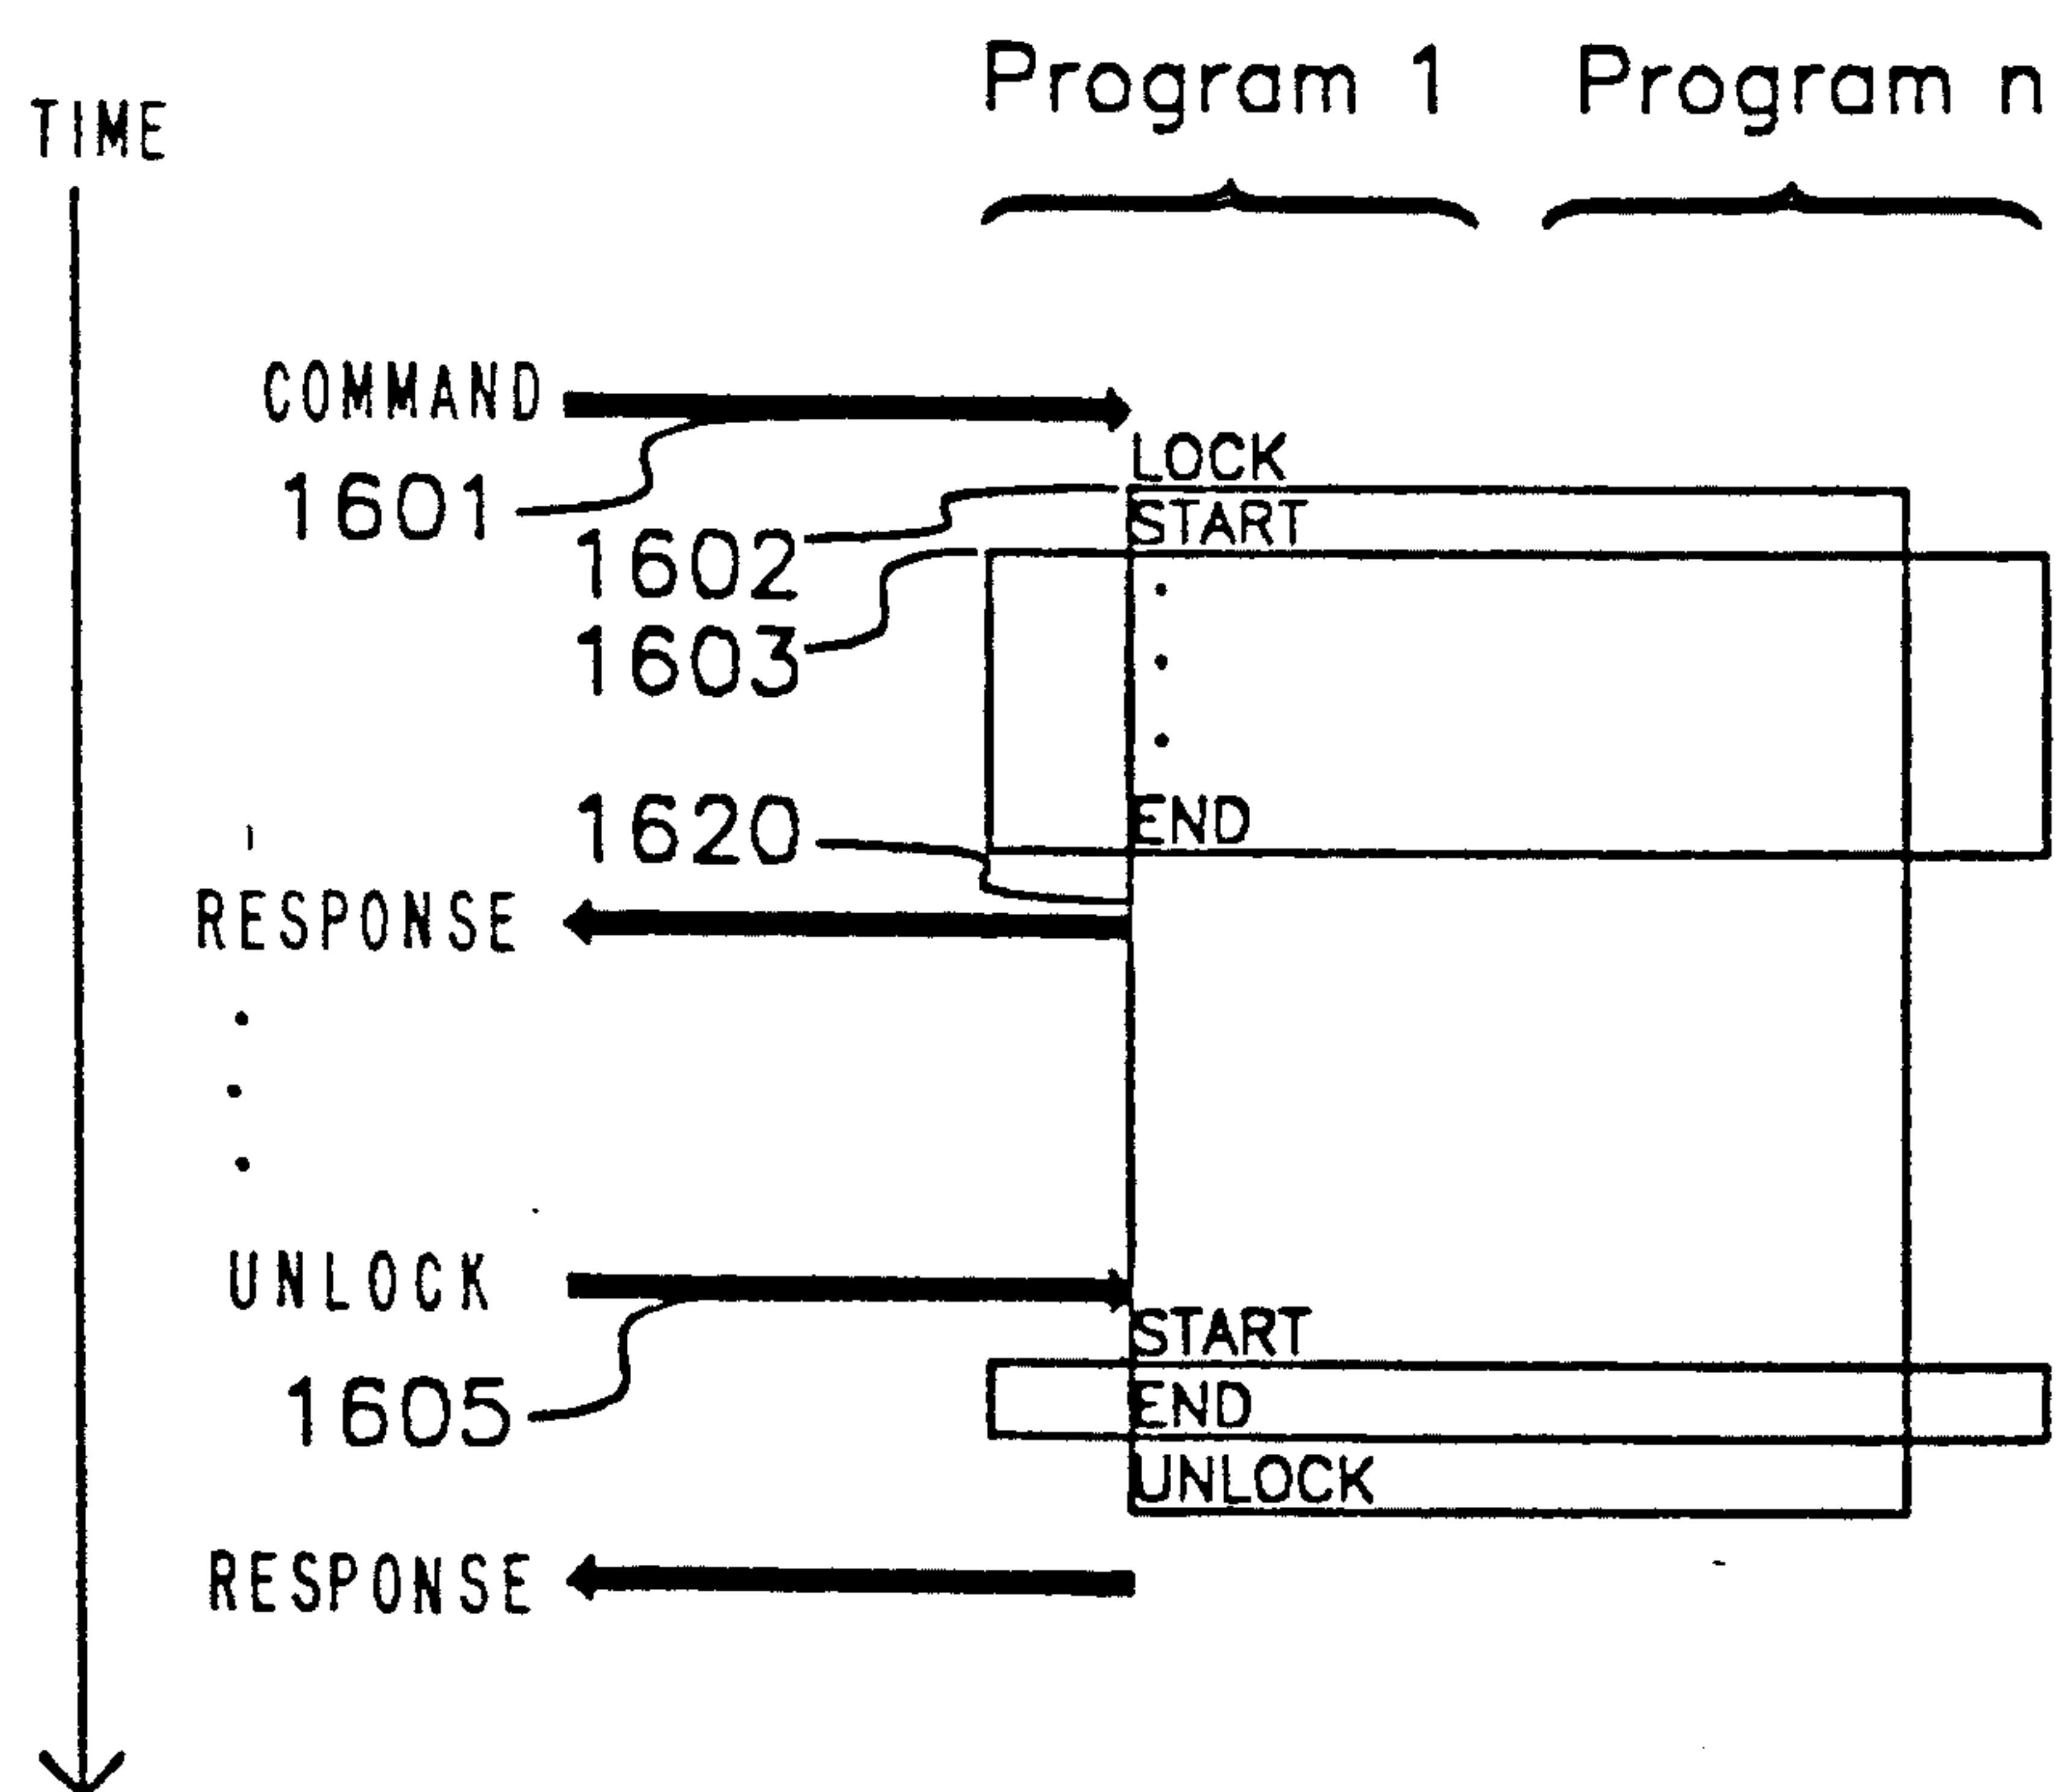 Program 1 Program n
TIME
COMMAND
LOCK
1601
START
1602
1603
END
1620
RESPONSE
UNLOCK
START
1605
END
UNLOCK
RESPONSE